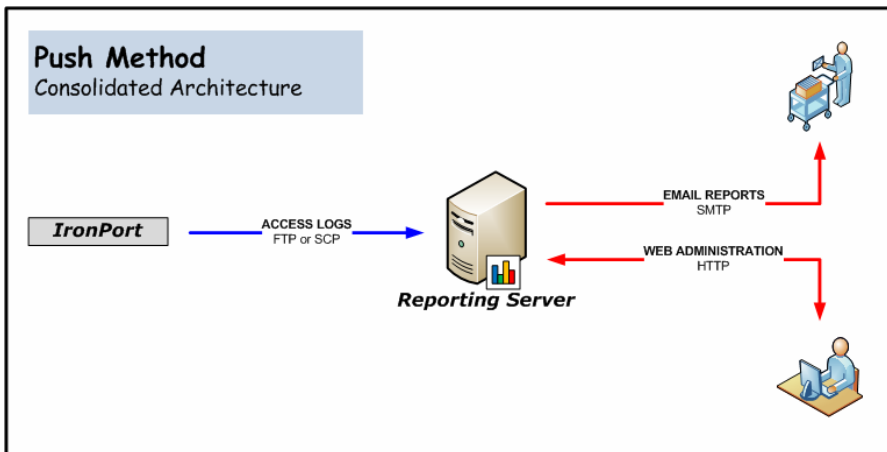 Push Method
Consolidated Architecture
IronPort
ACCESS LOGS
FTP or SCP
Reporting Server
EMAIL REPORTS
SMTP
WEB ADMINISTRATION
HTTP